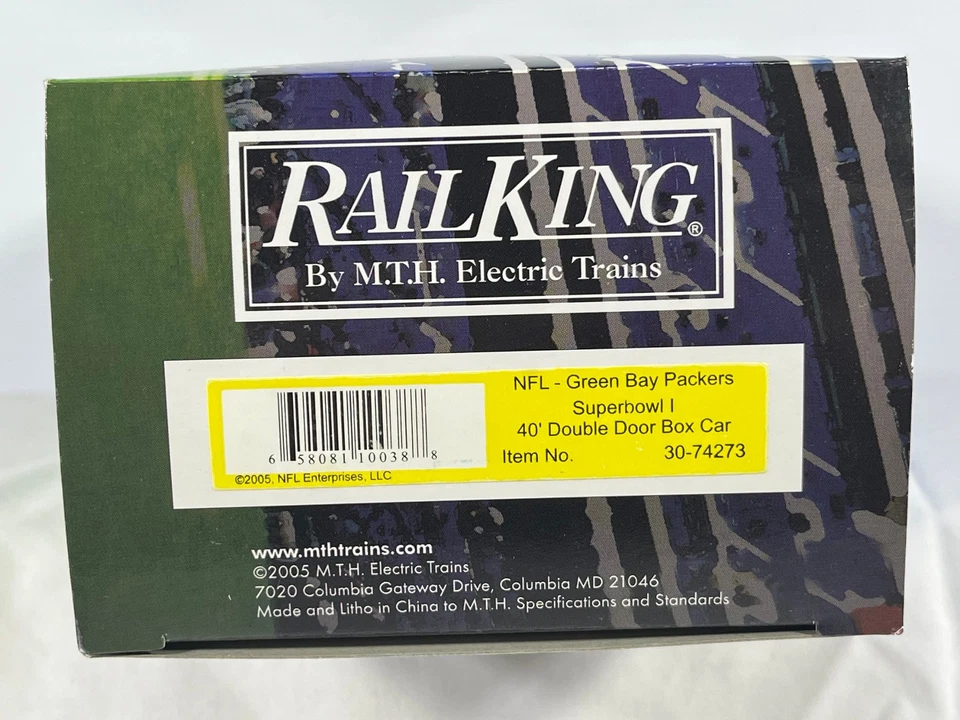 RAILKING®
By M.T.H. Electric Trains
NFL - Green Bay Packers
Superbowl I
40' Double Door Box Car
Item No. 30-74273
6 58081 10038 8
©2005, NFL Enterprises, LLC
www.mthtrains.com
©2005 M.T.H. Electric Trains
7020 Columbia Gateway Drive, Columbia MD 21046
Made and Litho in China to M.T.H. Specifications and Standards